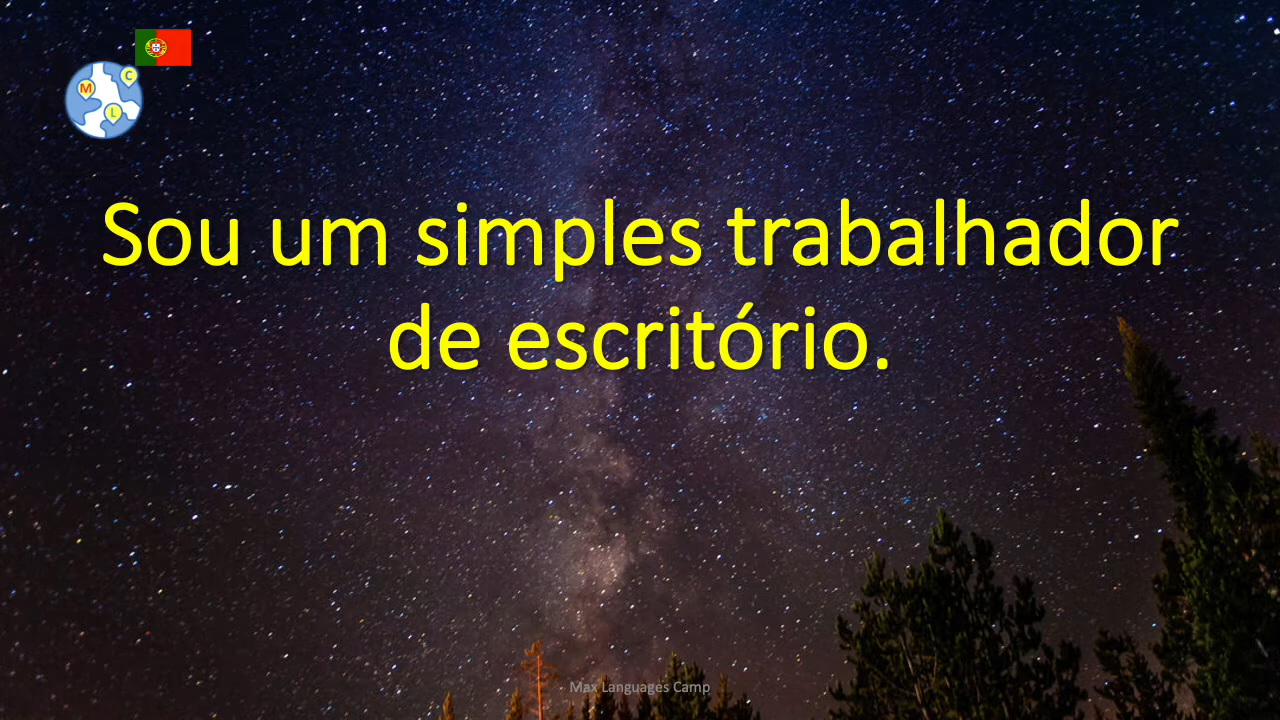 C
M
L
Sou um simples trabalhador
de escritório.
Max Languages Camp